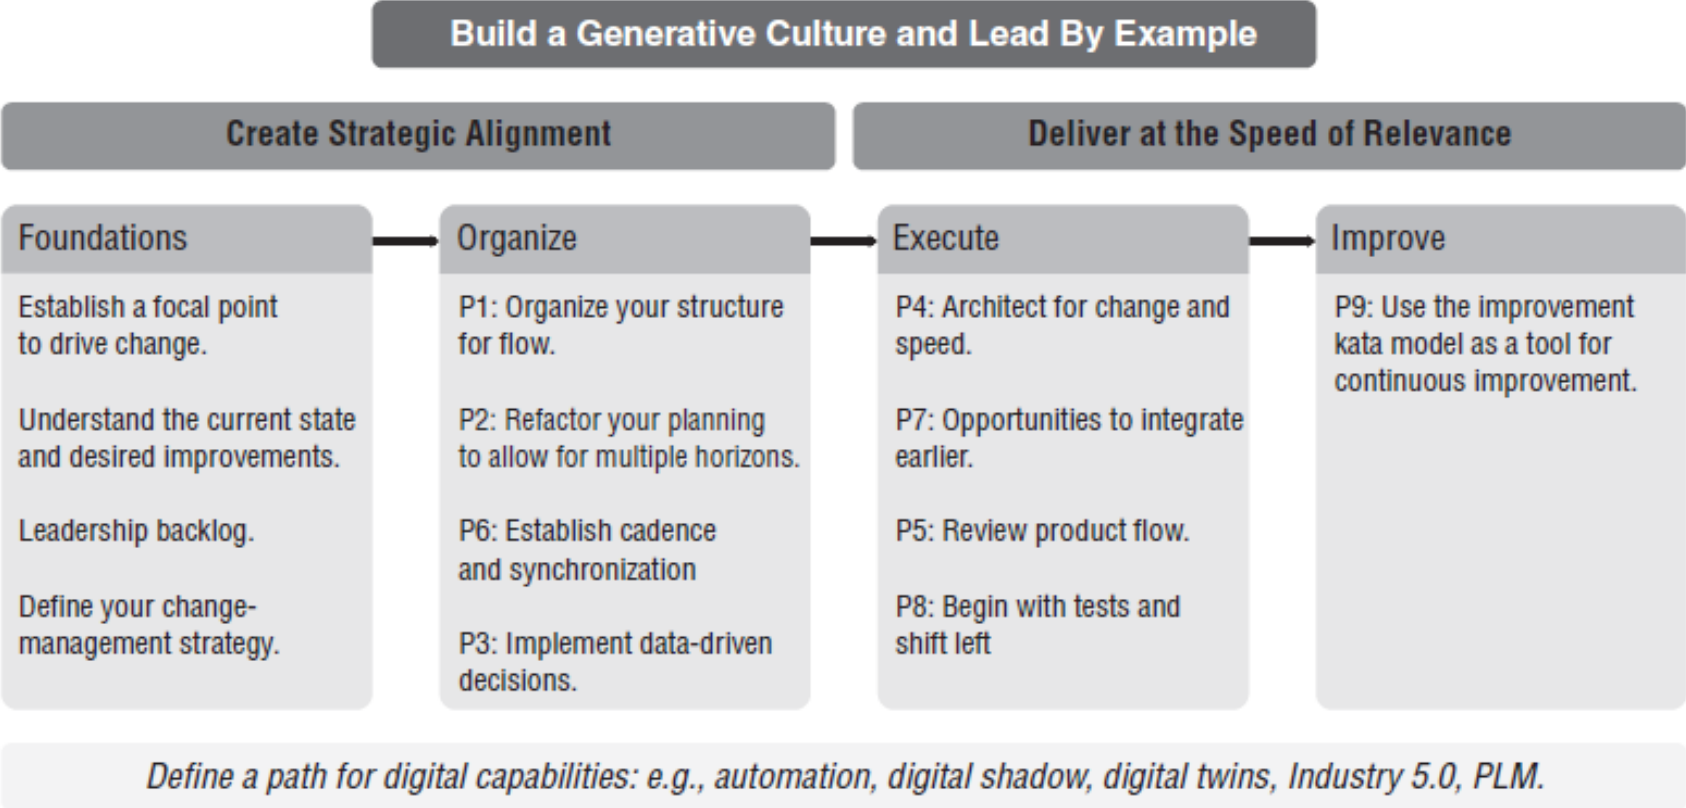 Build a Generative Culture and Lead By Example
Create Strategic Alignment
Deliver at the Speed of Relevance
Foundations
Establish a focal point
to drive change.
Understand the current state
and desired improvements.
Leadership backlog.
Define your change-
management strategy.
Organize
P1: Organize your structure
for flow.
P2: Refactor your planning
to allow for multiple horizons.
P6: Establish cadence
and synchronization
P3: Implement data-driven
decisions.
Execute
P4: Architect for change and
speed.
P7: Opportunities to integrate
earlier.
P5: Review product flow.
P8: Begin with tests and
shift left
Improve
P9: Use the improvement
kata model as a tool for
continuous improvement.
Define a path for digital capabilities: e.g., automation, digital shadow, digital twins, Industry 5.0, PLM.